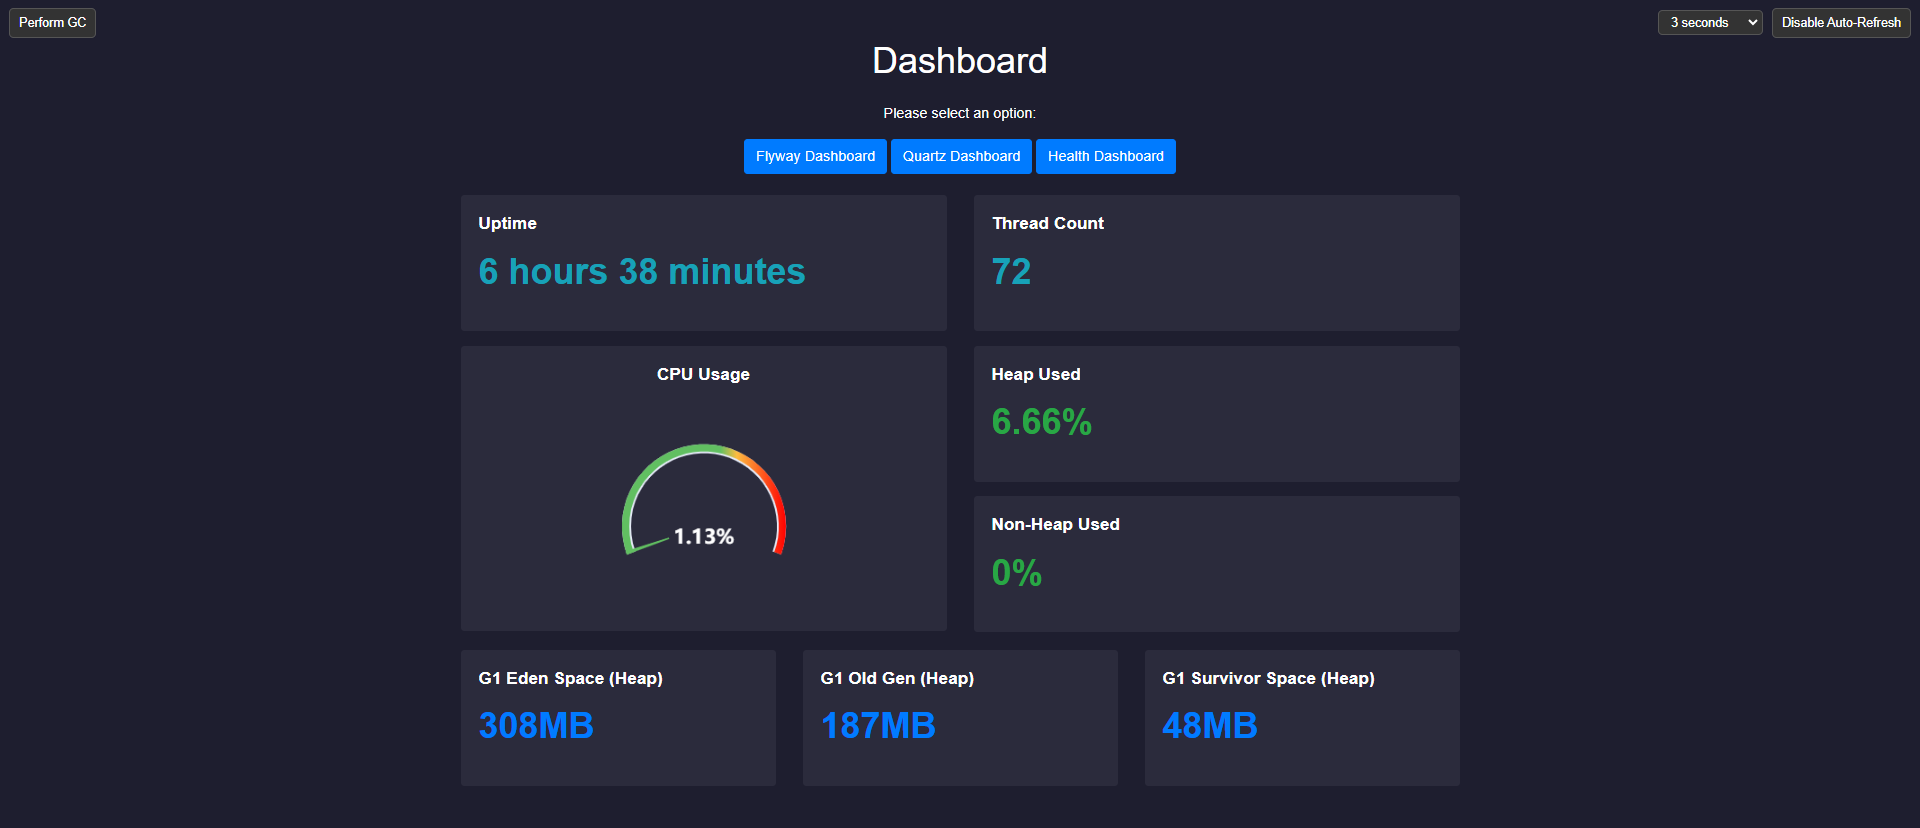 Perform GC
3 seconds
Disable Auto-Refresh
Dashboard
Please select an option:
Flyway Dashboard
Quartz Dashboard
Health Dashboard
Uptime
6 hours 38 minutes
Thread Count
72
CPU Usage
1.13%
Heap Used
6.66%
Non-Heap Used
0%
G1 Eden Space (Heap)
308MB
G1 Old Gen (Heap)
187MB
G1 Survivor Space (Heap)
48MB